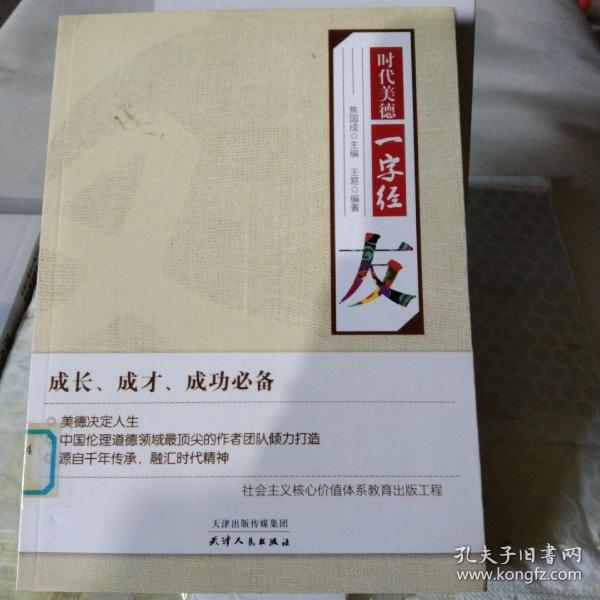 时代美德
一字经
焦国成◎主编 王易◎编著
友
成长、成才、成功必备
美德决定人生
中国伦理道德领域最顶尖的作者团队倾力打造
源自千年传承，融汇时代精神
4
社会主义核心价值体系教育出版工程
天津出版传媒集团
天津人民出版社
孔夫子旧书网
www.kongfz.com